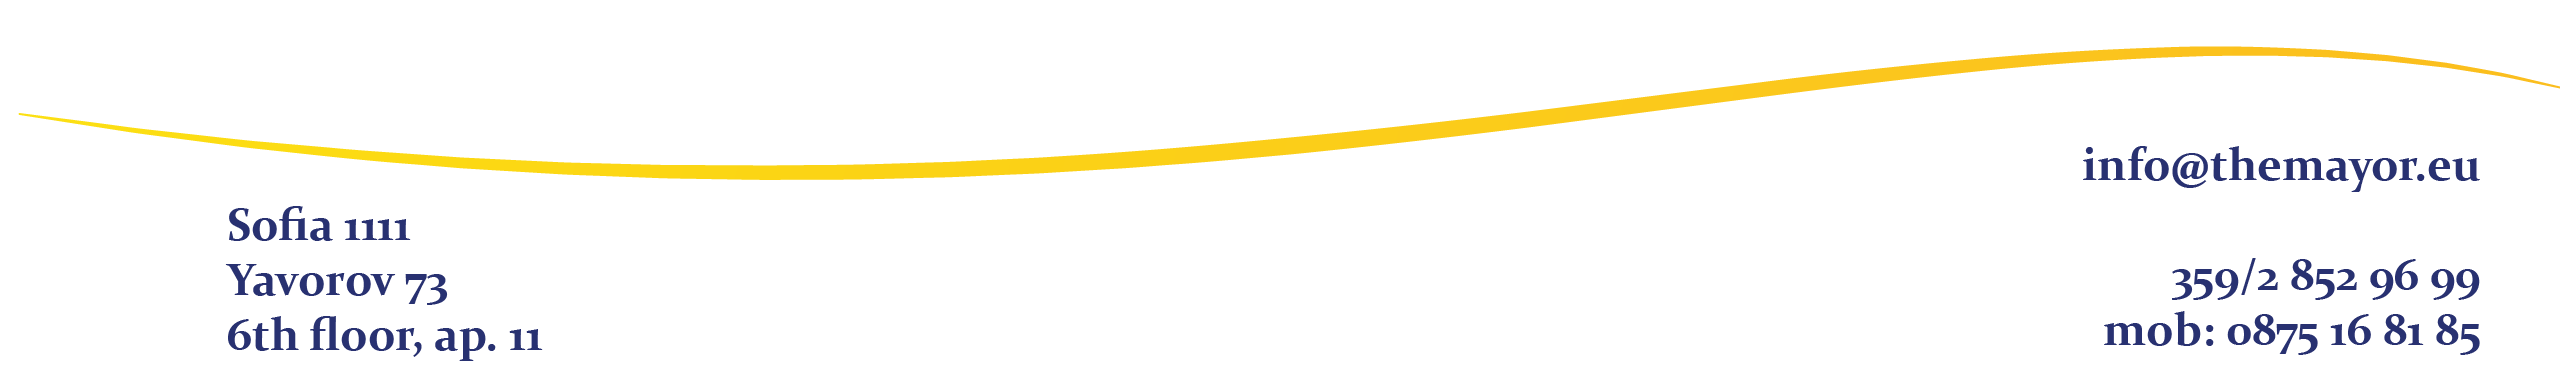 Sofia 1111
Yavorov 73
6th floor, ap. 11
info@themayor.eu
359/2 852 96 99
mob: 0875 16 81 85